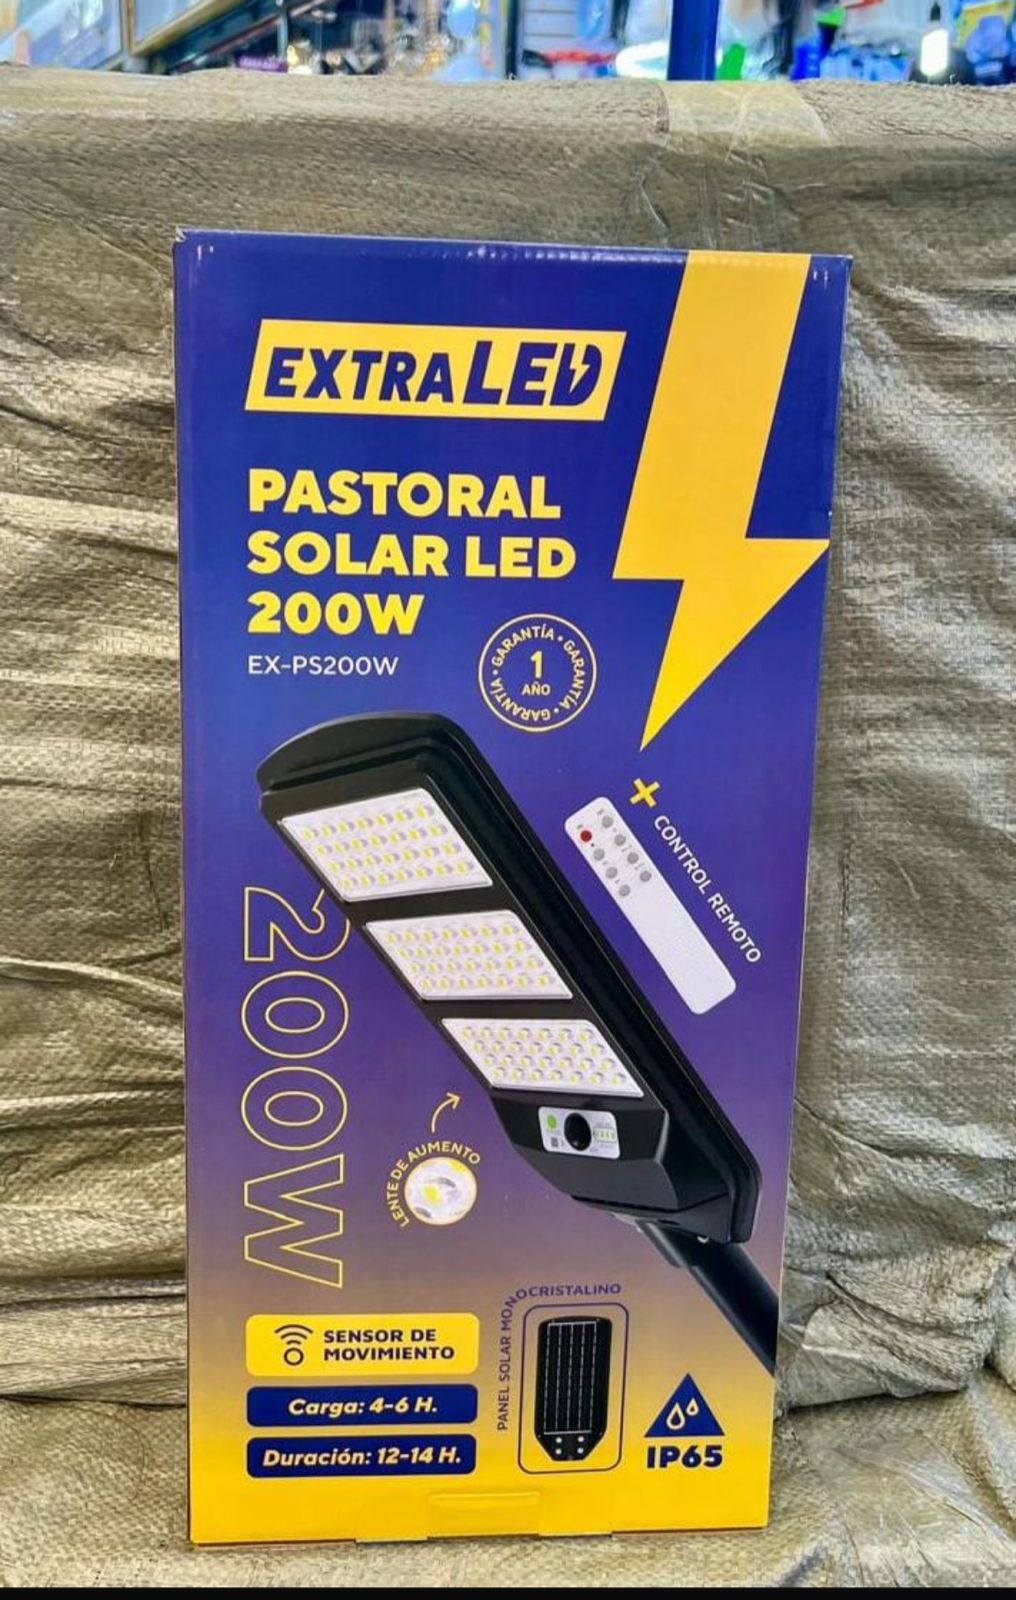 EXTRALED
PASTORAL
SOLAR LED
200W
EX-PS200W
GARANTÍA • GARANTÍA • GARANTÍA •
1
AÑO
+ CONTROL REMOTO
200W
LENTE DE AUMENTO
SENSOR DE
MOVIMIENTO
Carga: 4-6 H.
Duración: 12-14 H.
PANEL SOLAR MONOCRISTALINO
IP65